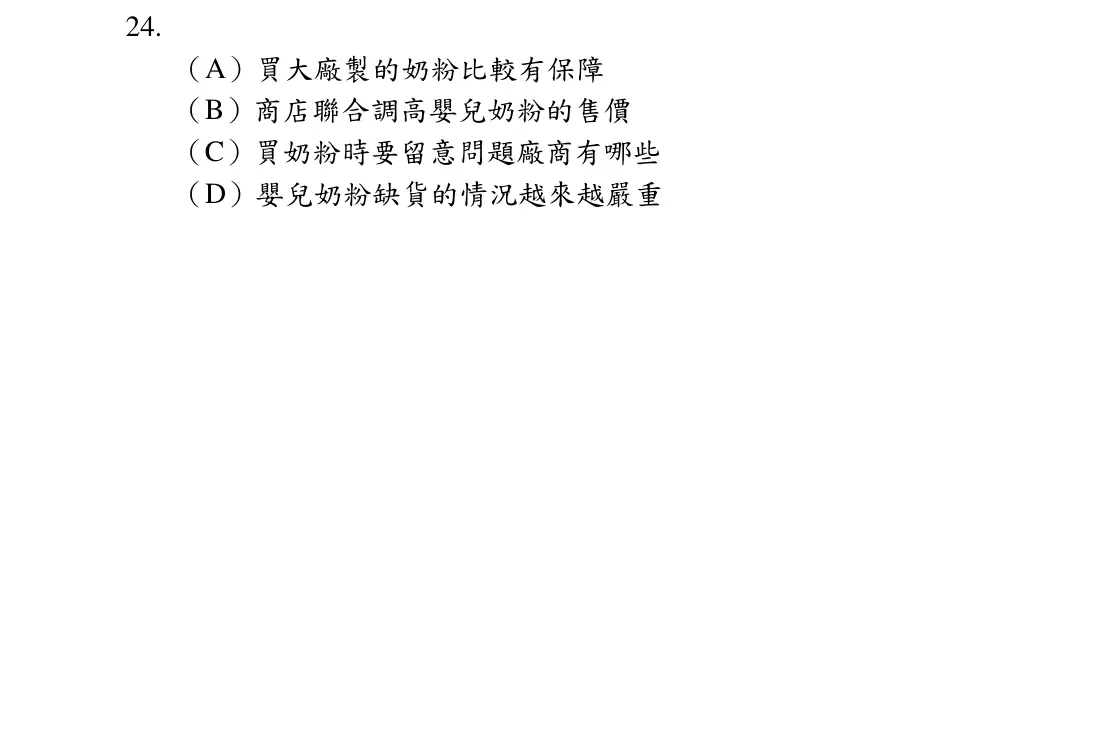 24.
（A）買大廠製的奶粉比較有保障
（B）商店聯合調高嬰兒奶粉的售價
（C）買奶粉時要留意問題廠商有哪些
（D）嬰兒奶粉缺貨的情況越來越嚴重